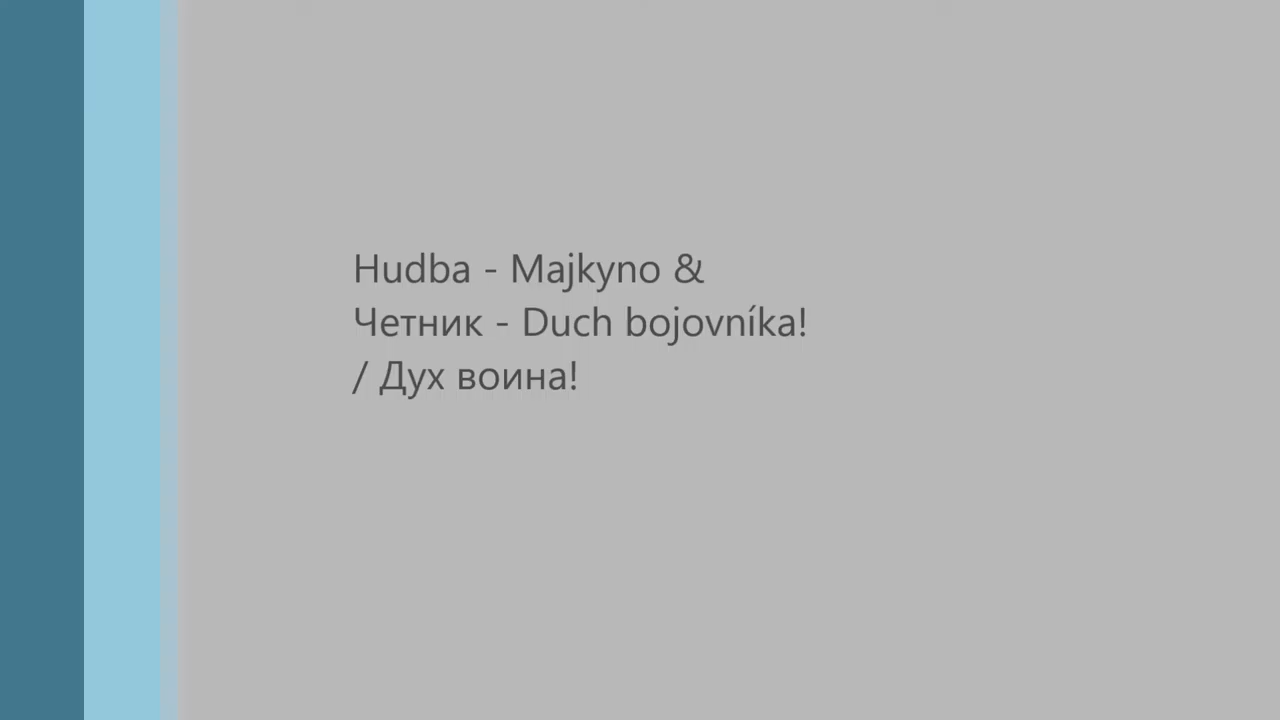 Hudba - Majkyno &
Четник - Duch bojovníka!
/ Дух воина!